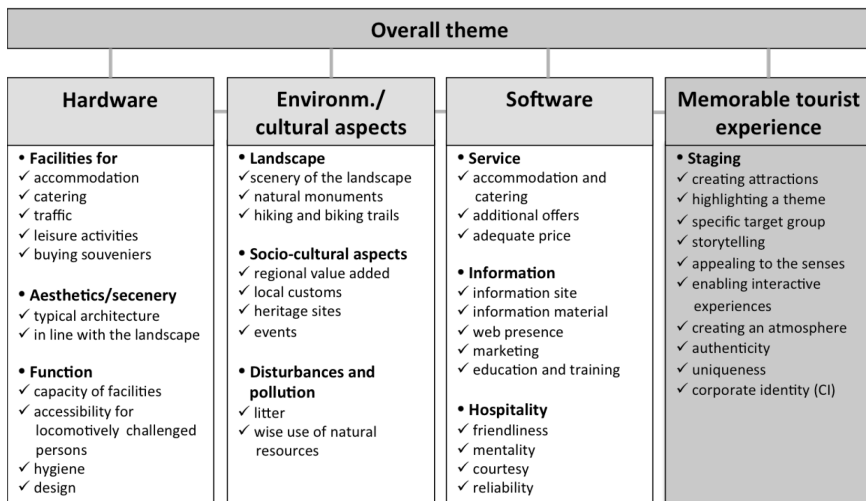 Overall theme
Hardware
• Facilities for
✓ accommodation
✓ catering
✓ traffic
✓ leisure activities
✓ buying souveniers
• Aesthetics/secenery
✓ typical architecture
✓ in line with the landscape
• Function
✓ capacity of facilities
✓ accessibility for
locomotively challenged
persons
✓ hygiene
✓ design
Environm./
cultural aspects
• Landscape
✓ scenery of the landscape
✓ natural monuments
✓ hiking and biking trails
• Socio-cultural aspects
✓ regional value added
✓ local customs
✓ heritage sites
✓ events
• Disturbances and
pollution
✓ litter
✓ wise use of natural
resources
Software
• Service
✓ accommodation and
catering
✓ additional offers
✓ adequate price
• Information
✓ information site
✓ information material
✓ web presence
✓ marketing
✓ education and training
• Hospitality
✓ friendliness
✓ mentality
✓ courtesy
✓ reliability
Memorable tourist
experience
• Staging
✓ creating attractions
✓ highlighting a theme
✓ specific target group
✓ storytelling
✓ appealing to the senses
✓ enabling interactive
experiences
✓ creating an atmosphere
✓ authenticity
✓ uniqueness
✓ corporate identity (CI)